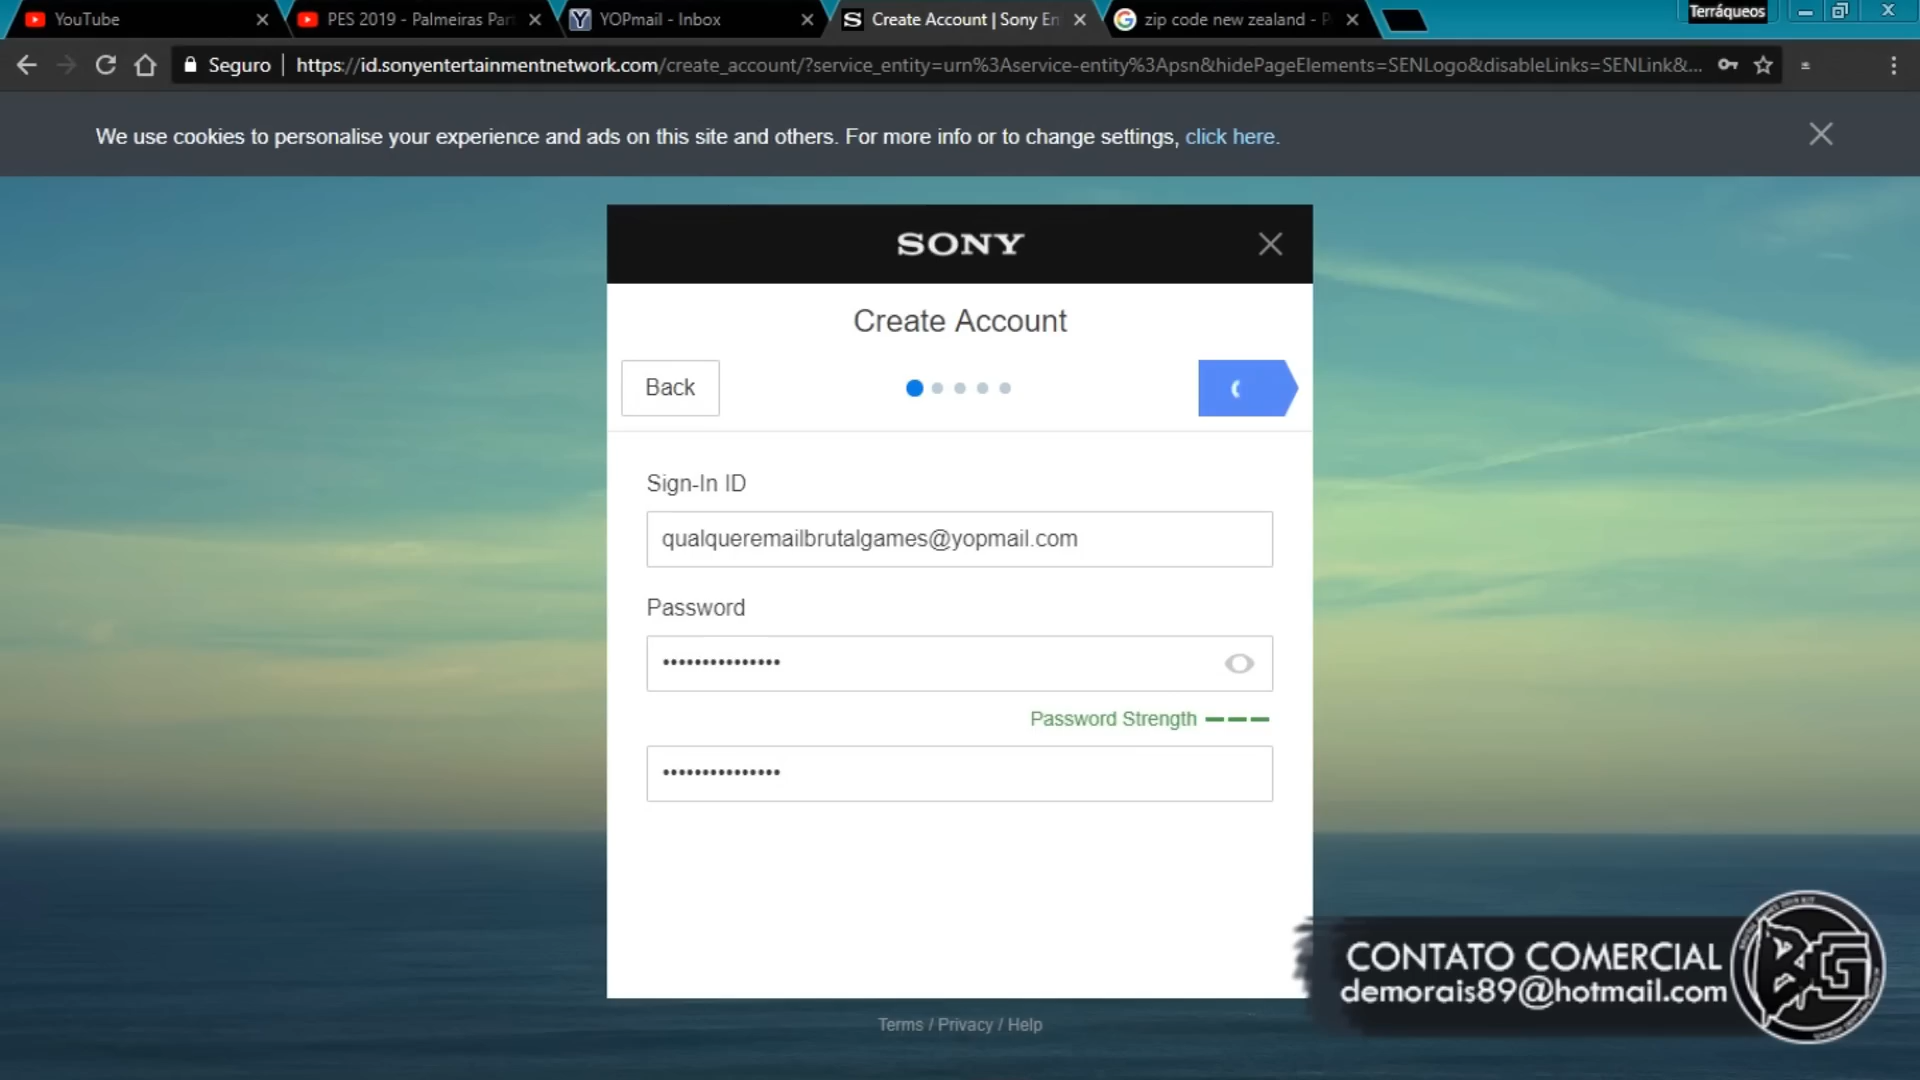 YouTube
PES 2019 - Palmeiras Par
YOPmail - Inbox
S Create Account | Sony En
zip code new zealand - P
Terráqueos
Seguro
https://id.sonyentertainmentnetwork.com/create_account/?service_entity=urn%3Aservice-entity%3Apsn&hidePageElements=SENLogo&disableLinks=SENLink&...
We use cookies to personalise your experience and ads on this site and others. For more info or to change settings, click here.
SONY
Create Account
Back
Sign-In ID
qualqueremailbrutalgames@yopmail.com
Password
•••••••••••••••
Password Strength
•••••••••••••••
CONTATO COMERCIAL
demorais89@hotmail.com
BG
Terms / Privacy / Help